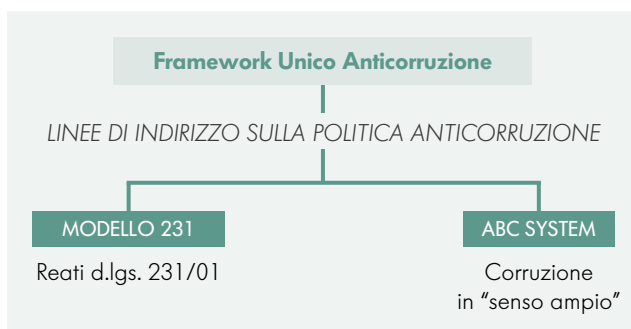 Framework Unico Anticorruzione
LINEE DI INDIRIZZO SULLA POLITICA ANTICORRUZIONE
MODELLO 231
Reati d.lgs. 231/01
ABC SYSTEM
Corruzione
in "senso ampio"